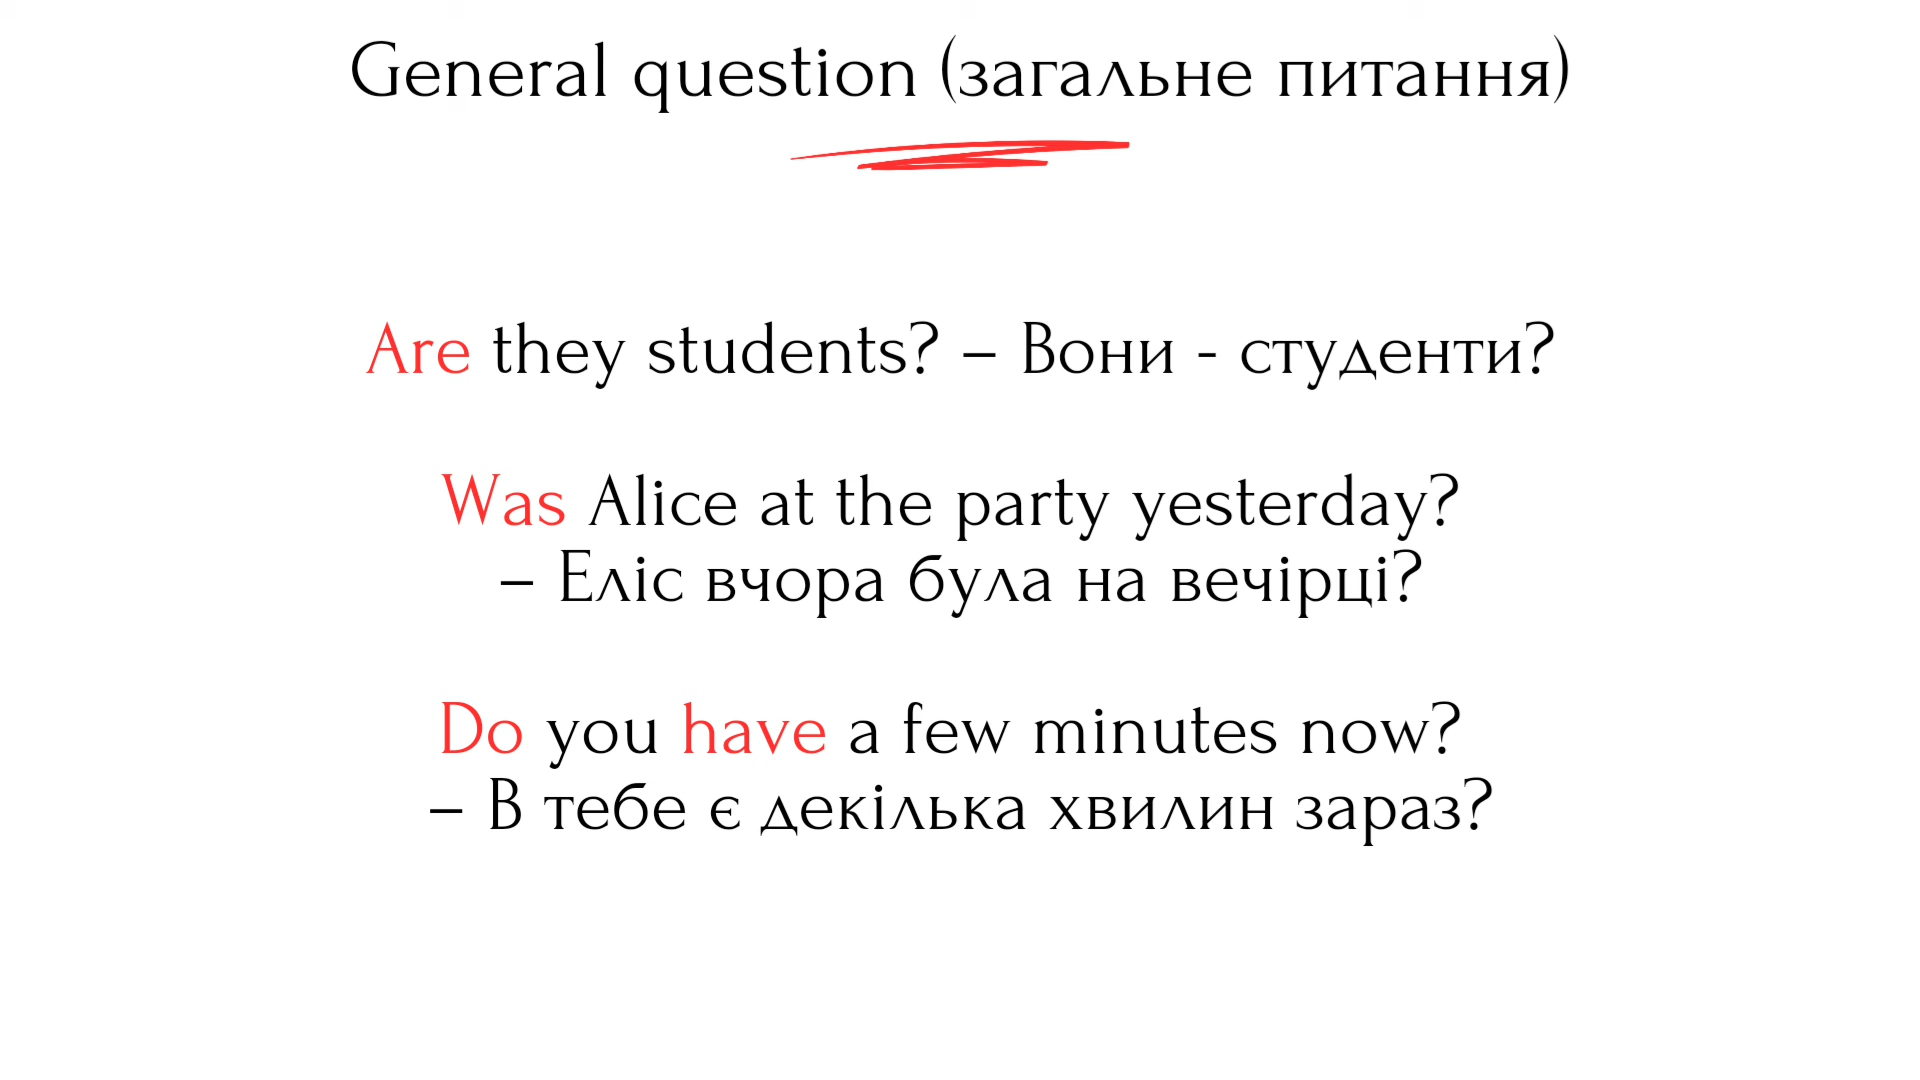 General question (загальне питання)
Are they students? – Вони - студенти?
Was Alice at the party yesterday?
– Еліс вчора була на вечірці?
Do you have a few minutes now?
– В тебе є декілька хвилин зараз?